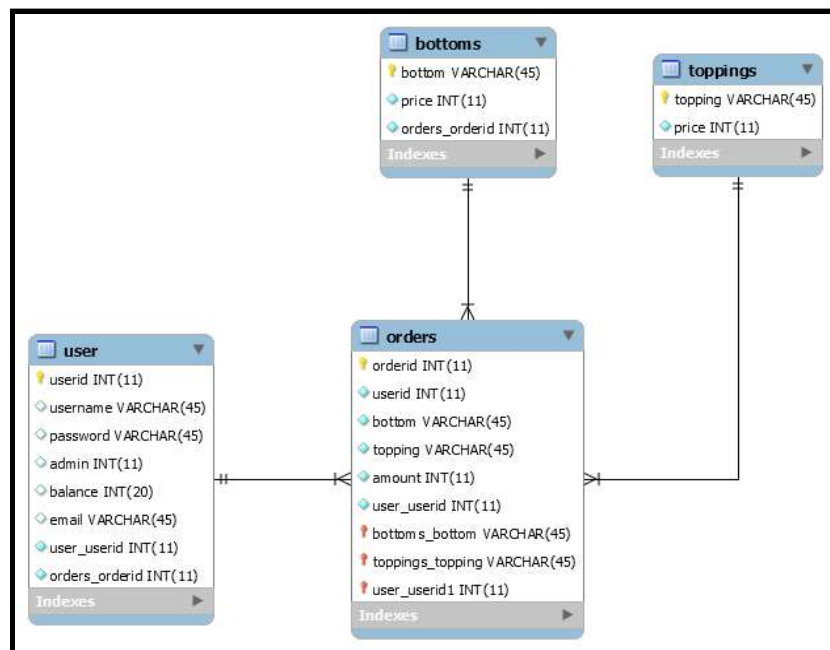 bottoms
bottom VARCHAR(45)
price INT(11)
orders_orderid INT(11)
Indexes
toppings
topping VARCHAR(45)
price INT(11)
Indexes
user
userid INT(11)
username VARCHAR(45)
password VARCHAR(45)
admin INT(11)
balance INT(20)
email VARCHAR(45)
user_userid INT(11)
orders_orderid INT(11)
Indexes
orders
orderid INT(11)
userid INT(11)
bottom VARCHAR(45)
topping VARCHAR(45)
amount INT(11)
user_userid INT(11)
bottoms_bottom VARCHAR(45)
toppings_topping VARCHAR(45)
user_userid1 INT(11)
Indexes